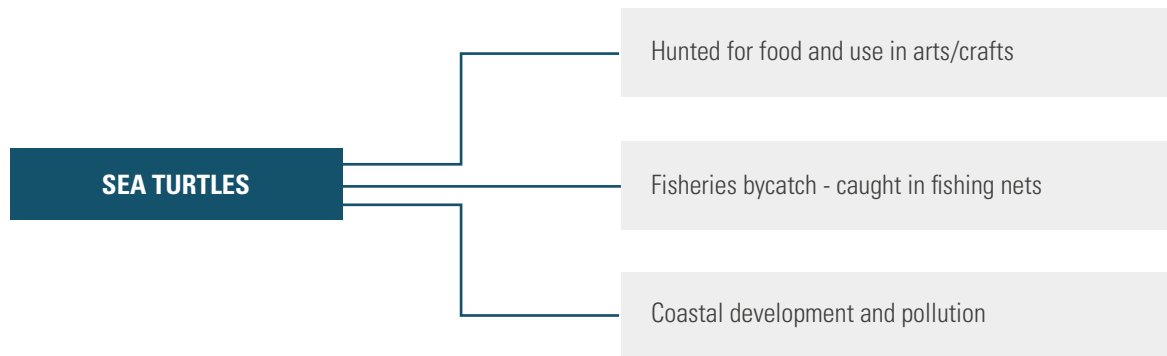 SEA TURTLES
Hunted for food and use in arts/crafts
Fisheries bycatch - caught in fishing nets
Coastal development and pollution